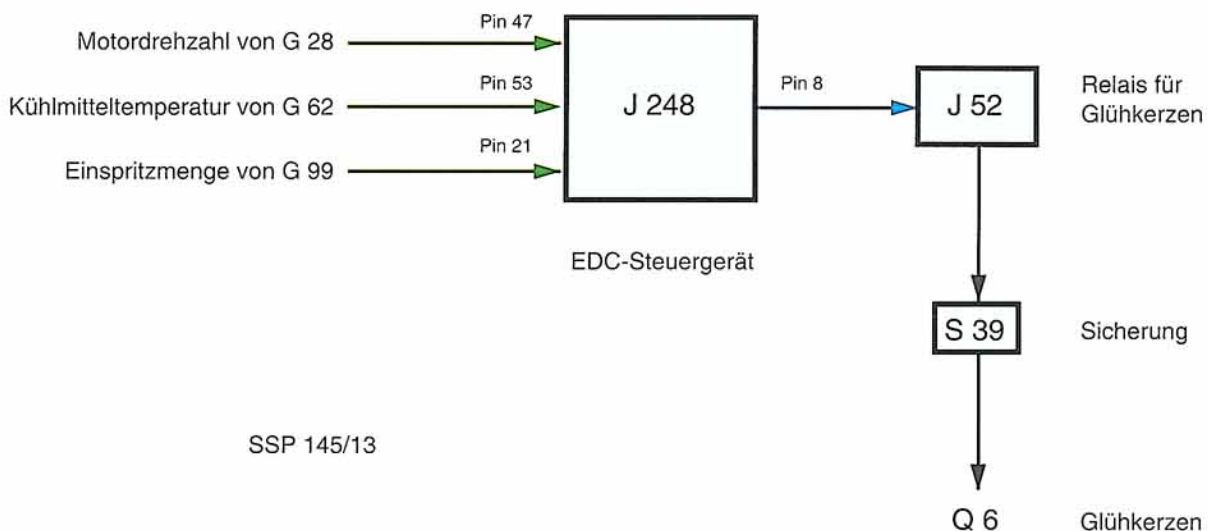 Pin 47
Motordrehzahl von G 28
Pin 53
Kühlmitteltemperatur von G 62
Pin 21
Einspritzmenge von G 99
J 248
EDC-Steuergerät
Pin 8
J 52
Relais für
Glühkerzen
S 39
Sicherung
SSP 145/13
Q 6
Glühkerzen